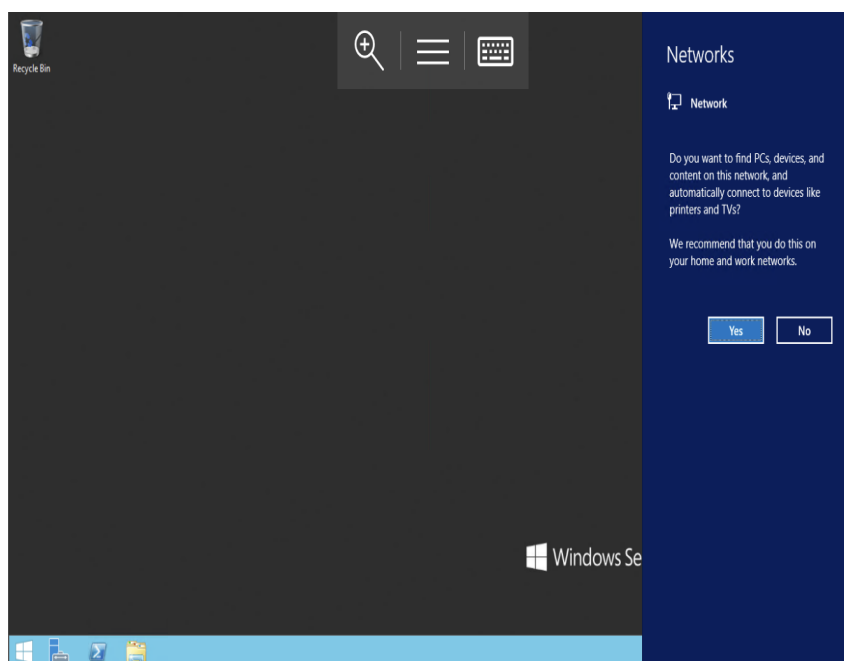 Recycle Bin
Networks
Network
Do you want to find PCs, devices, and
content on this network, and
automatically connect to devices like
printers and TVs?
We recommend that you do this on
your home and work networks.
Yes
No
Windows Se